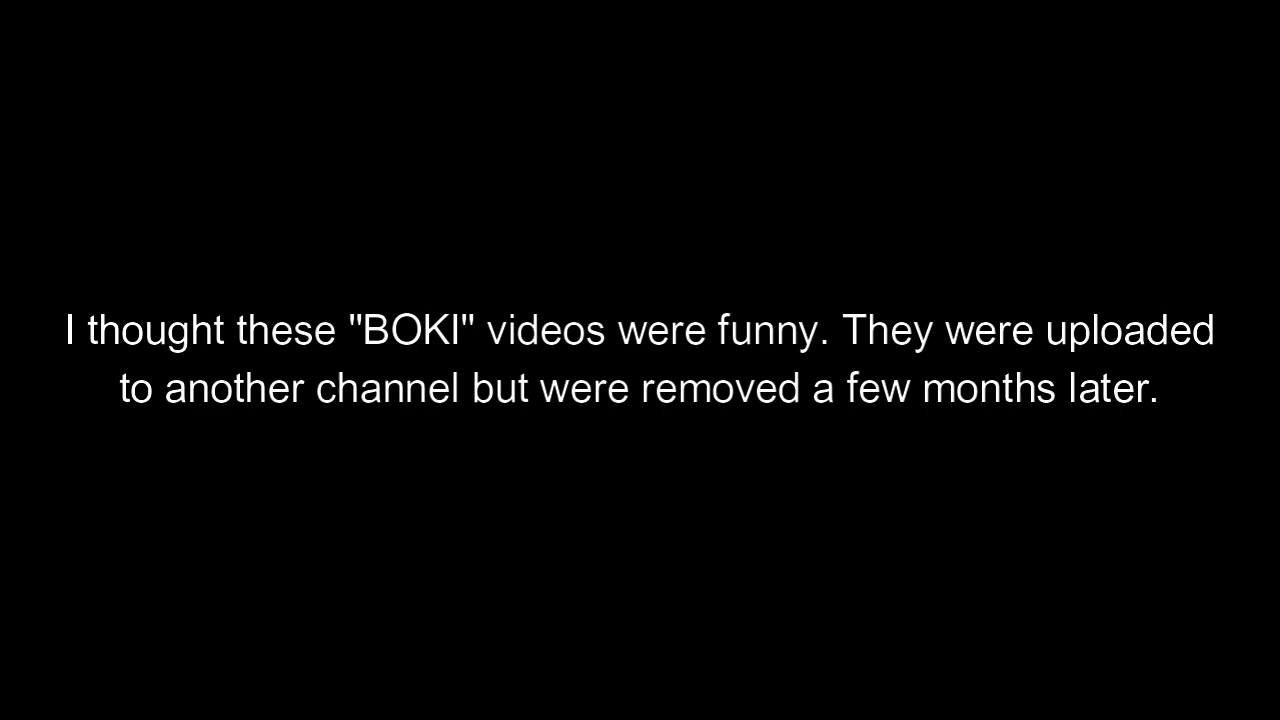 I thought these "BOKI" videos were funny. They were uploaded
to another channel but were removed a few months later.